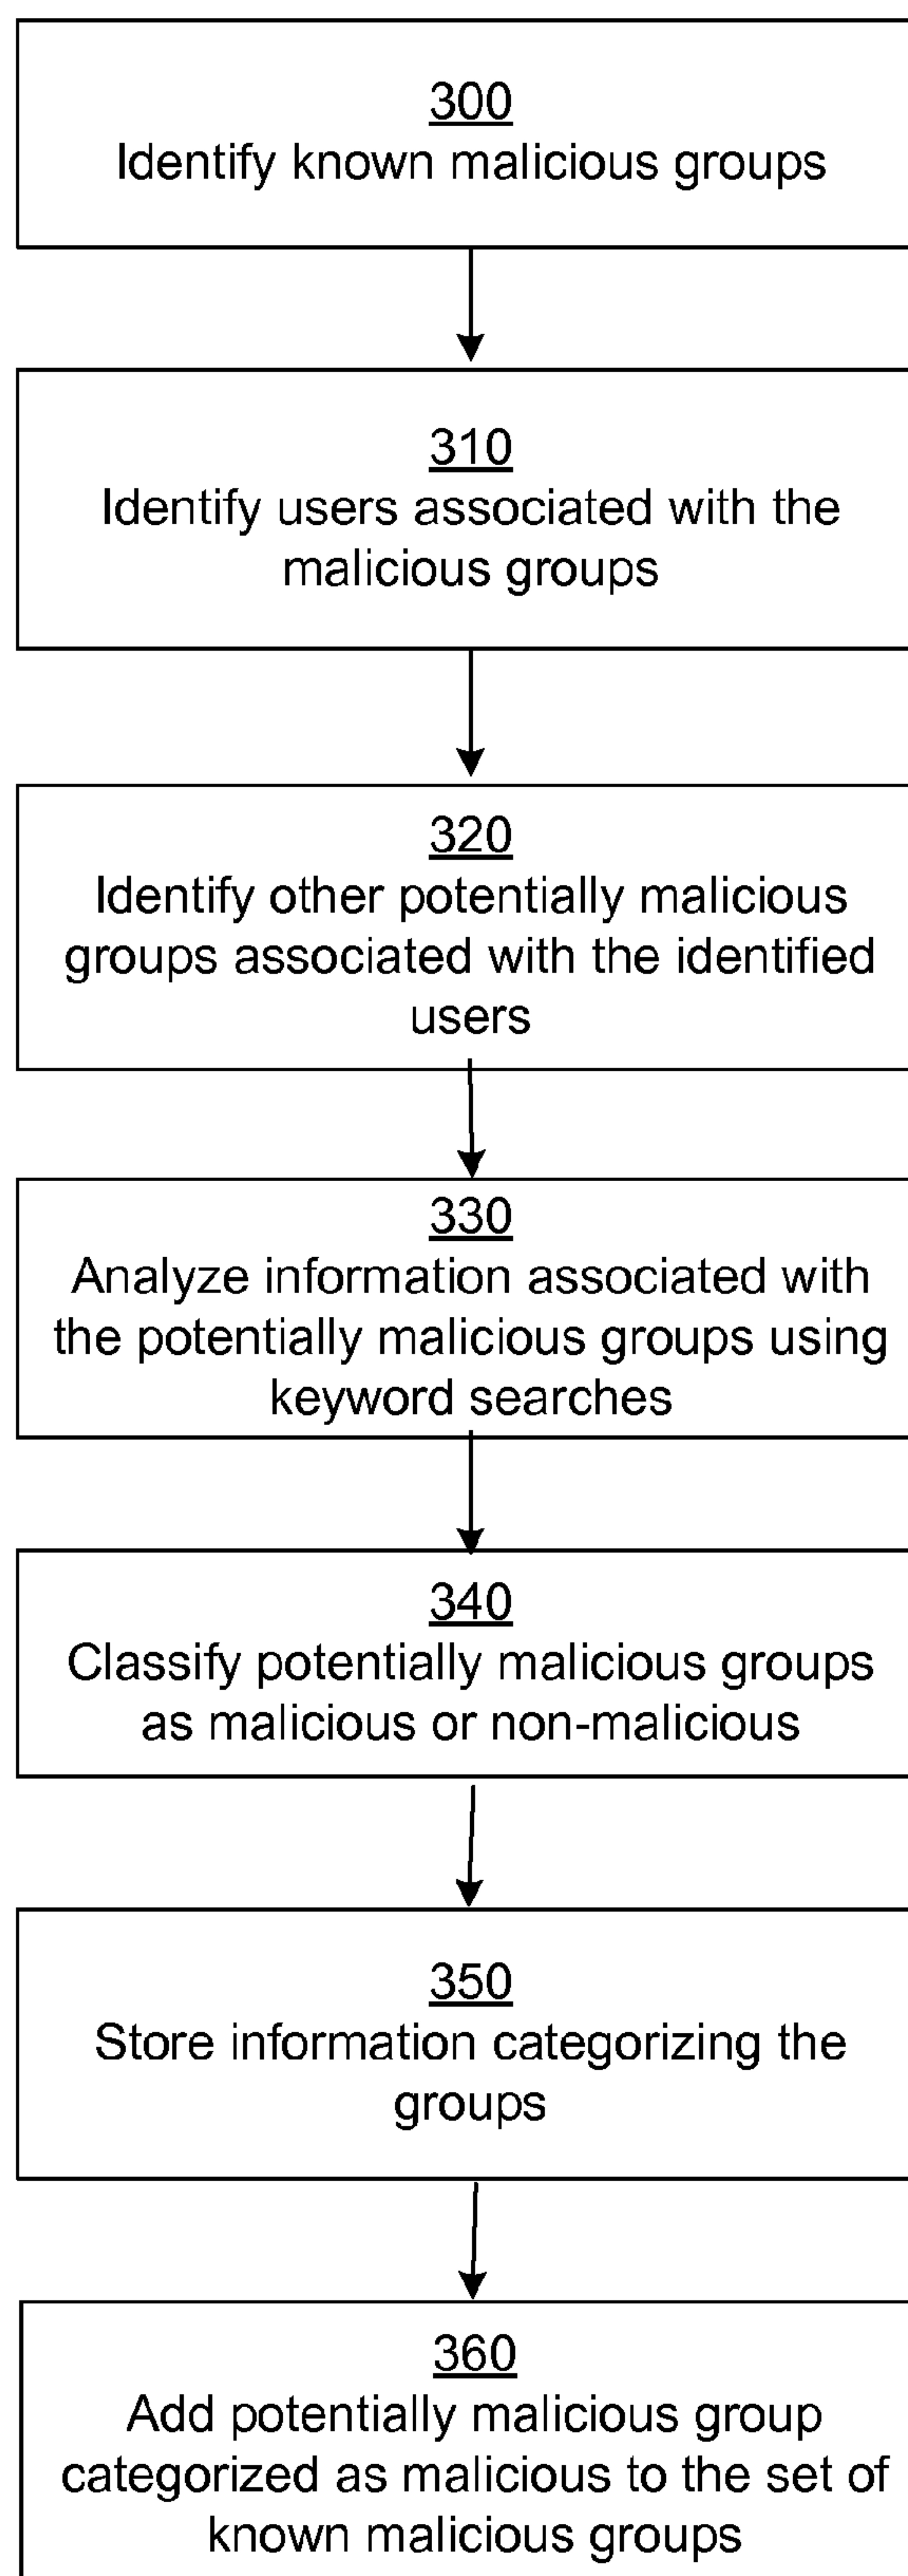 300
Identify known malicious groups
310
Identify users associated with the
malicious groups
320
Identify other potentially malicious
groups associated with the identified
users
330
Analyze information associated with
the potentially malicious groups using
keyword searches
340
Classify potentially malicious groups
as malicious or non-malicious
350
Store information categorizing the
groups
360
Add potentially malicious group
categorized as malicious to the set of
known malicious groups